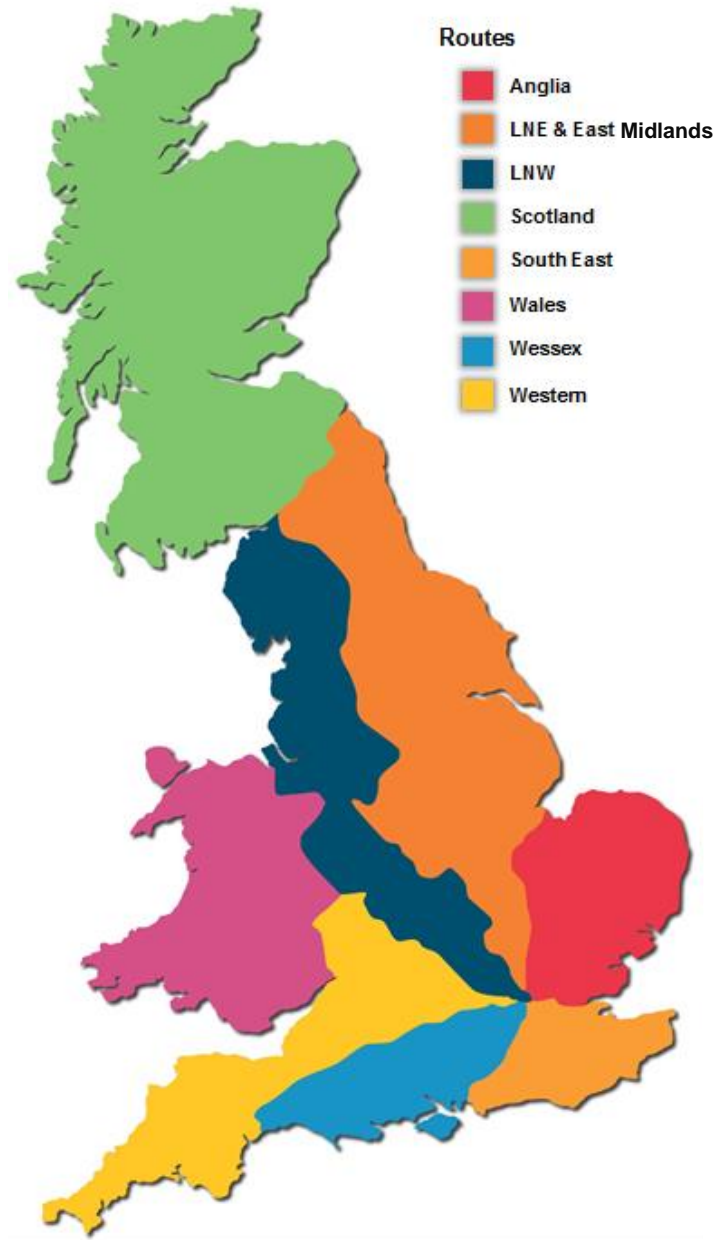 Routes
Anglia
LNE & East Midlands
LNW
Scotland
South East
Wales
Wessex
Western